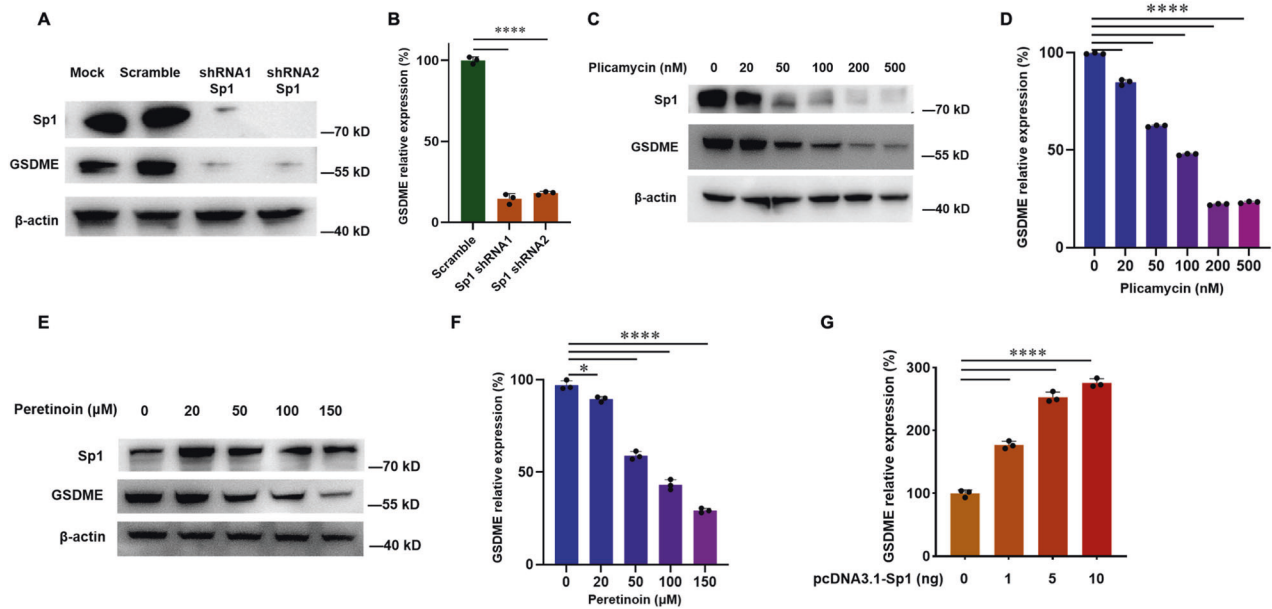 A
Mock Scramble shRNA1 Sp1 shRNA2 Sp1
Sp1
—70 kD
GSDME
—55 kD
β-actin
—40 kD
B
****
GSDME relative expression (%)
100
50
0
Scramble
Sp1 shRNA1
Sp1 shRNA2
C
Plicamycin (nM) 0 20 50 100 200 500
Sp1
—70 kD
GSDME
—55 kD
β-actin
—40 kD
D
****
GSDME relative expression (%)
100
50
0
0 20 50 100 200 500
Plicamycin (nM)
E
Peretinoin (μM) 0 20 50 100 150
Sp1
—70 kD
GSDME
—55 kD
β-actin
—40 kD
F
****
*
GSDME relative expression (%)
100
50
0
0 20 50 100 150
Peretinoin (μM)
G
****
GSDME relative expression (%)
300
200
100
0
pcDNA3.1-Sp1 (ng) 0 1 5 10